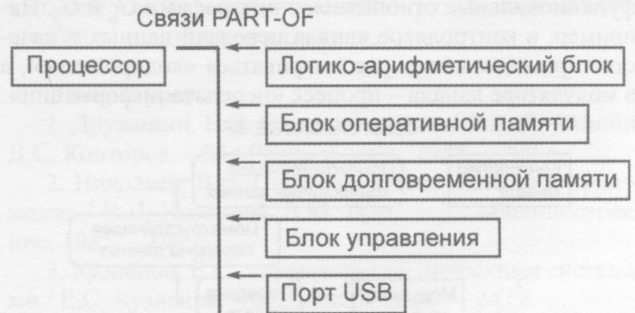 Связи PART-OF
Процессор
Логико-арифметический блок
Блок оперативной памяти
Блок долговременной памяти
Блок управления
Порт USB